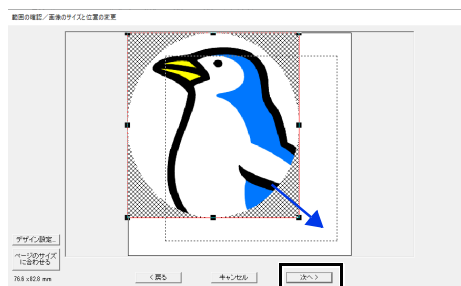 範囲の確認／画像のサイズと位置の変更
デザイン設定...
ページのサイズ
に合わせる
76.6 x82.8 mm
< 戻る
キャンセル
次へ >